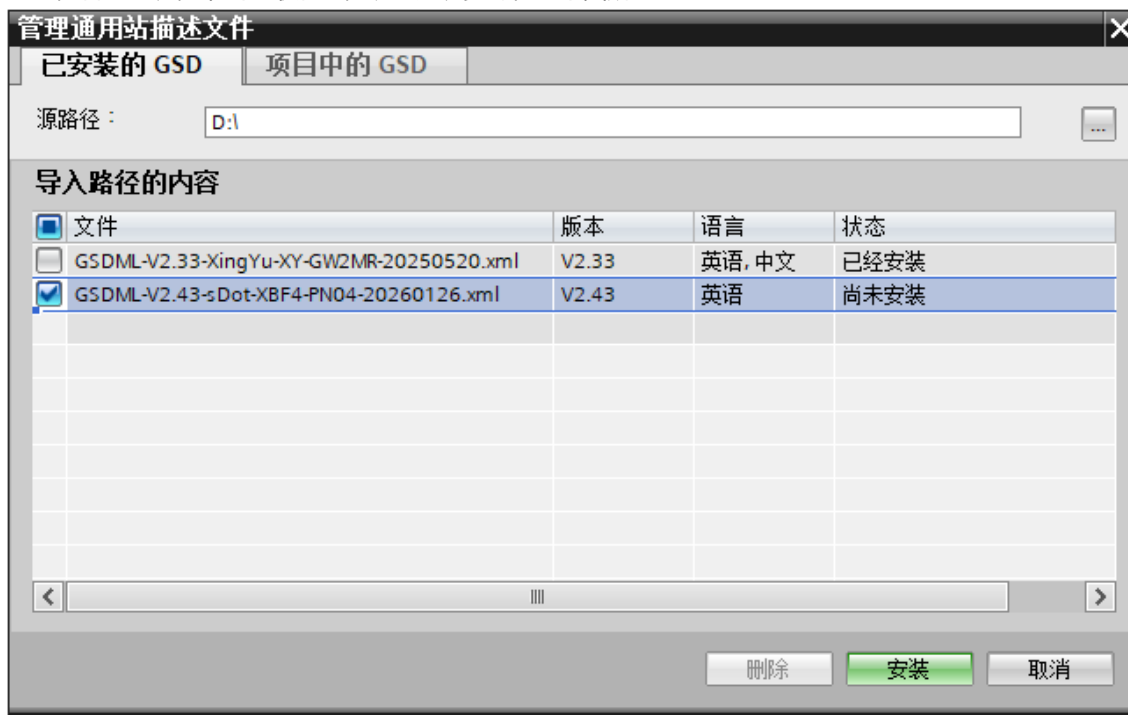 管理通用站描述文件
已安装的 GSD 项目中的 GSD
源路径： D:\ ...
导入路径的内容
文件 版本 语言 状态
GSDML-V2.33-XingYu-XY-GW2MR-20250520.xml V2.33 英语, 中文 已经安装
GSDML-V2.43-sDot-XBF4-PN04-20260126.xml V2.43 英语 尚未安装
删除 安装 取消